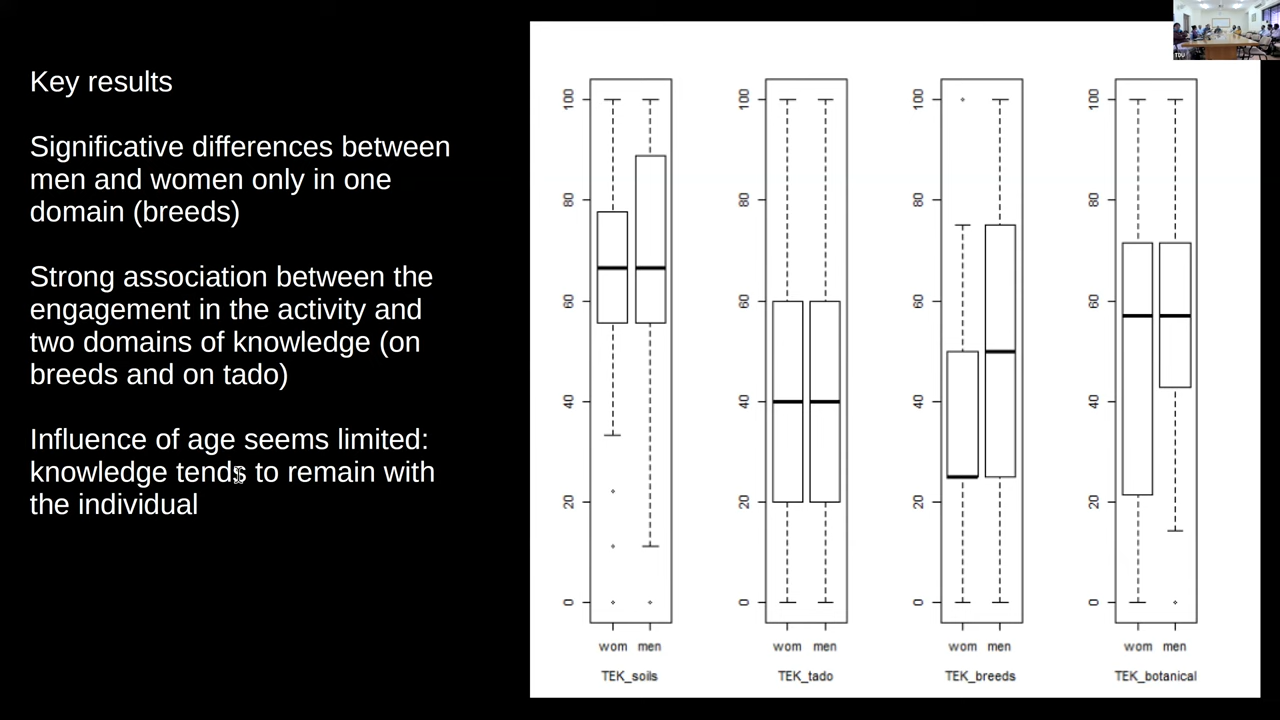 Key results
Significative differences between
men and women only in one
domain (breeds)
Strong association between the
engagement in the activity and
two domains of knowledge (on
breeds and on tado)
Influence of age seems limited:
knowledge tends to remain with
the individual
100 100 100 100
80 80 80 80
60 60 60 60
40 40 40 40
20 20 20 20
0 0 0 0
wom men wom men wom men wom men
TEK_soils TEK_tado TEK_breeds TEK_botanical
TDU